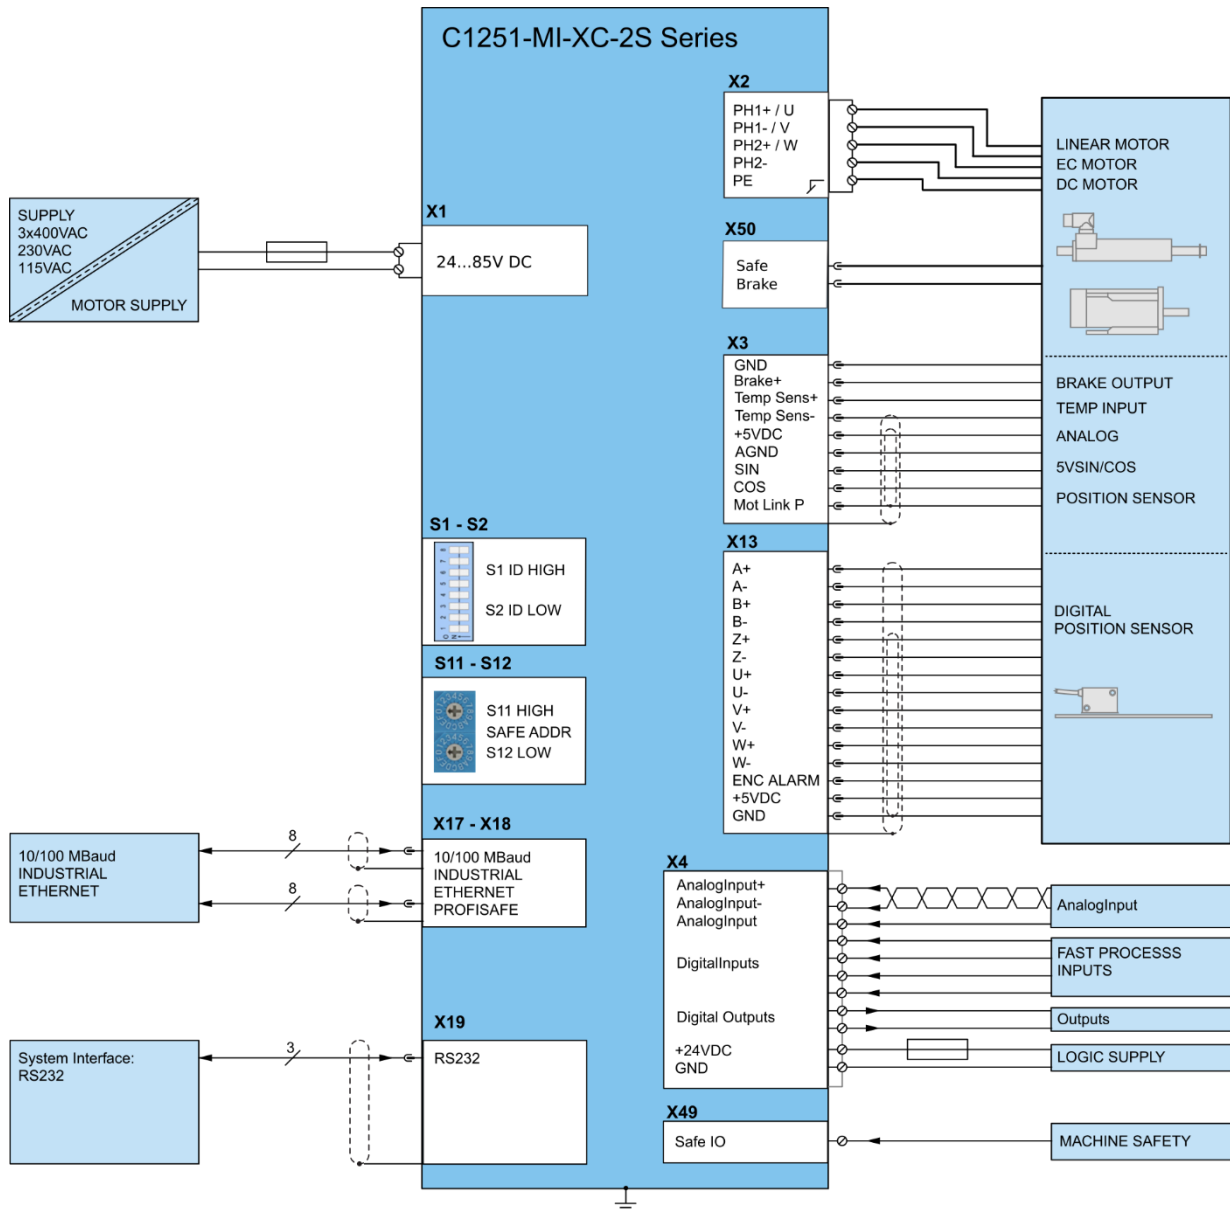 C1251-MI-XC-2S Series
SUPPLY
3x400VAC
230VAC
115VAC
MOTOR SUPPLY
X1
24...85V DC
S1 - S2
S1 ID HIGH
S2 ID LOW
S11 - S12
S11 HIGH
SAFE ADDR
S12 LOW
10/100 MBaud
INDUSTRIAL
ETHERNET
8
8
X17 - X18
10/100 MBaud
INDUSTRIAL
ETHERNET
PROFISAFE
System Interface:
RS232
3
X19
RS232
X2
PH1+ / U
PH1- / V
PH2+ / W
PH2-
PE
X50
Safe
Brake
X3
GND
Brake+
Temp Sens+
Temp Sens-
+5VDC
AGND
SIN
COS
Mot Link P
X13
A+
A-
B+
B-
Z+
Z-
U+
U-
V+
V-
W+
W-
ENC ALARM
+5VDC
GND
X4
AnalogInput+
AnalogInput-
AnalogInput
DigitalInputs
Digital Outputs
+24VDC
GND
X49
Safe IO
LINEAR MOTOR
EC MOTOR
DC MOTOR
BRAKE OUTPUT
TEMP INPUT
ANALOG
5VSIN/COS
POSITION SENSOR
DIGITAL
POSITION SENSOR
AnalogInput
FAST PROCESSS
INPUTS
Outputs
LOGIC SUPPLY
MACHINE SAFETY